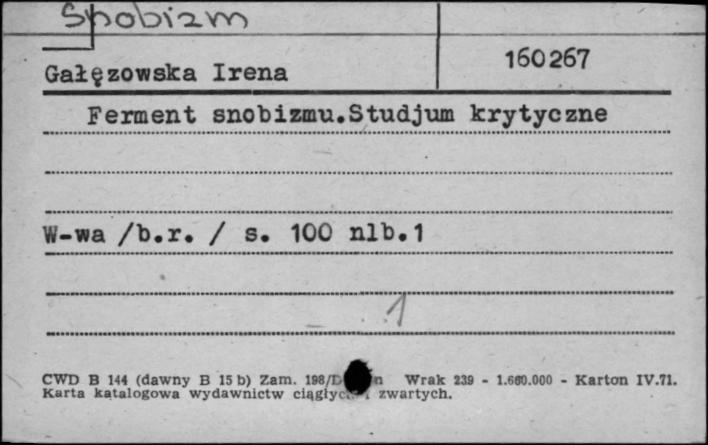 Snobizm
160267
Gałęzowska Irena
Ferment snobizmu.Studjum krytyczne
W-wa /b.r. / s. 100 nlb.1
1
CWD B 144 (dawny B 15 b) Zam. 198/ Wrak 239 - 1.660.000 - Karton IV.71.
Karta katalogowa wydawnictw i zwartych.